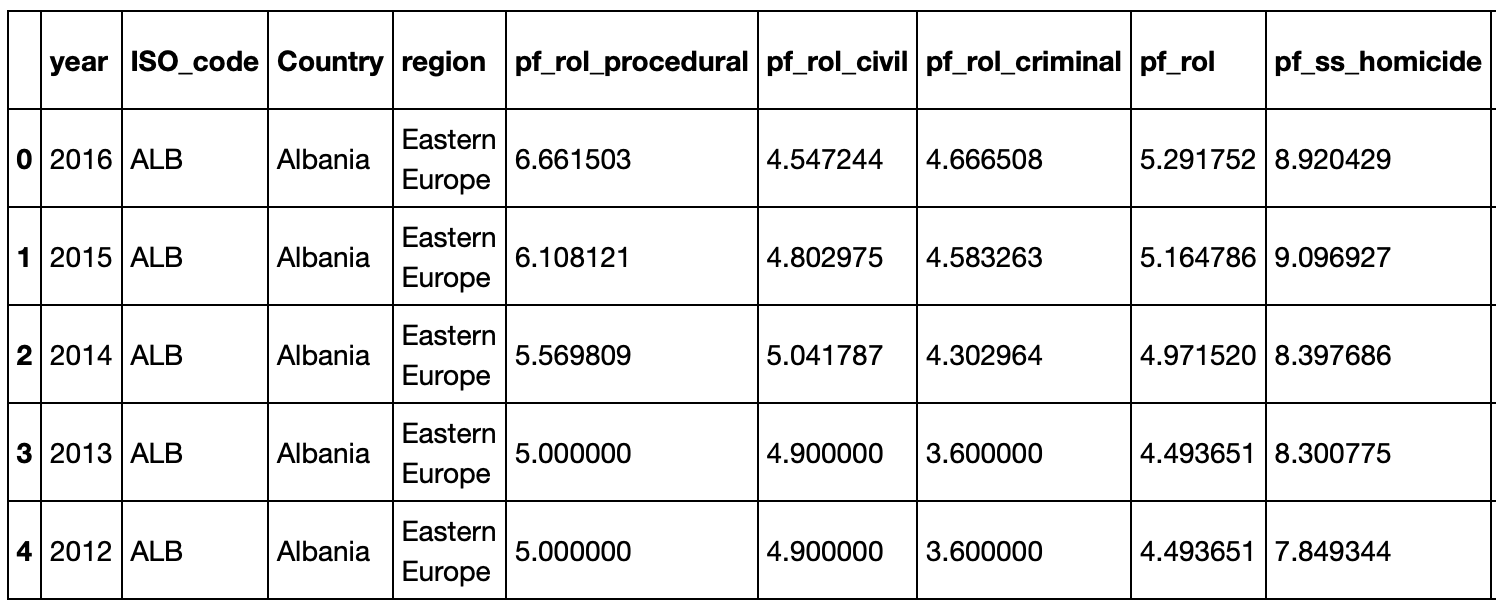 year ISO_code Country region pf_rol_procedural pf_rol_civil pf_rol_criminal pf_rol pf_ss_homicide
0 2016 ALB Albania Eastern Europe 6.661503 4.547244 4.666508 5.291752 8.920429
1 2015 ALB Albania Eastern Europe 6.108121 4.802975 4.583263 5.164786 9.096927
2 2014 ALB Albania Eastern Europe 5.569809 5.041787 4.302964 4.971520 8.397686
3 2013 ALB Albania Eastern Europe 5.000000 4.900000 3.600000 4.493651 8.300775
4 2012 ALB Albania Eastern Europe 5.000000 4.900000 3.600000 4.493651 7.849344